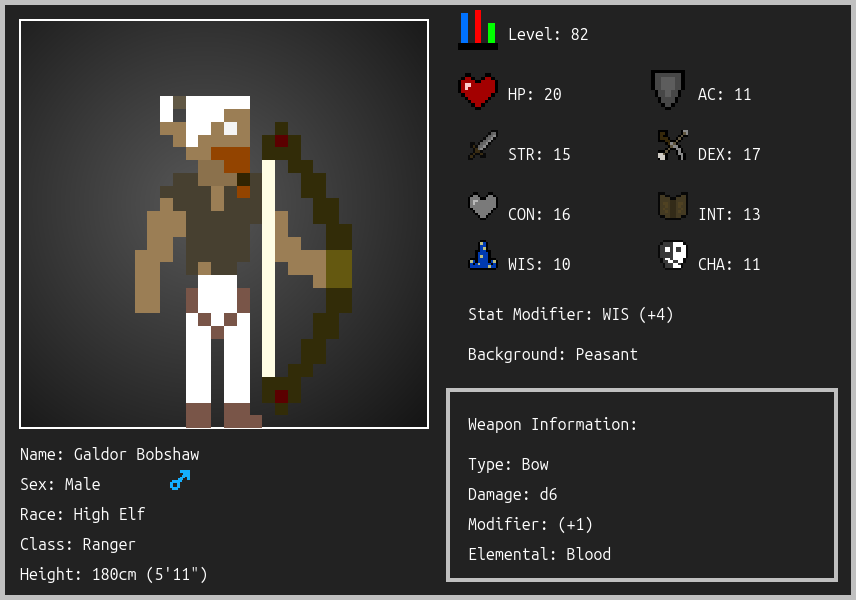 Level: 82
HP: 20
AC: 11
STR: 15
DEX: 17
CON: 16
INT: 13
WIS: 10
CHA: 11
Stat Modifier: WIS (+4)
Background: Peasant
Weapon Information:
Type: Bow
Damage: d6
Modifier: (+1)
Elemental: Blood
Name: Galdor Bobshaw
Sex: Male
Race: High Elf
Class: Ranger
Height: 180cm (5'11")